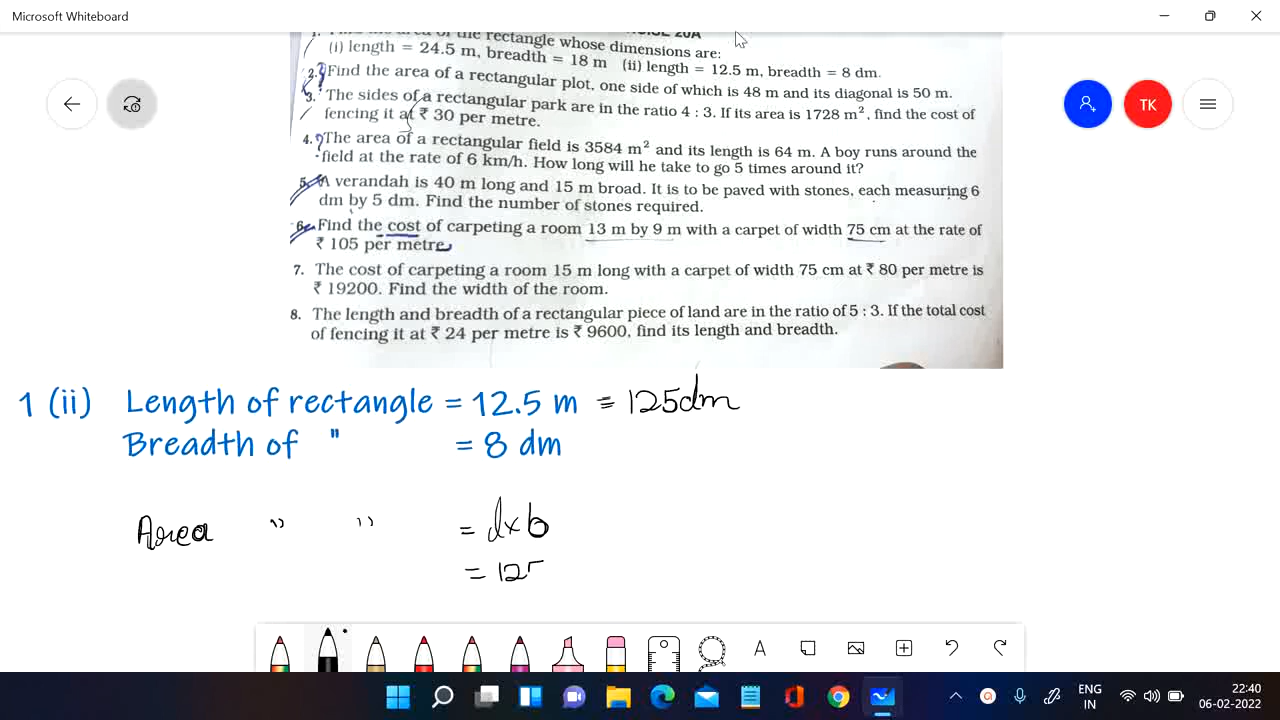 Microsoft Whiteboard
of the rectangle whose dimensions are:
(i) length = 24.5 m, breadth = 18 m (ii) length = 12.5 m, breadth = 8 dm.
2. Find the area of a rectangular plot, one side of which is 48 m and its diagonal is 50 m.
3. The sides of a rectangular park are in the ratio 4 : 3. If its area is 1728 m², find the cost of
fencing it at ₹ 30 per metre.
4. The area of a rectangular field is 3584 m² and its length is 64 m. A boy runs around the
field at the rate of 6 km/h. How long will he take to go 5 times around it?
5. A verandah is 40 m long and 15 m broad. It is to be paved with stones, each measuring 6
dm by 5 dm. Find the number of stones required.
6. Find the cost of carpeting a room 13 m by 9 m with a carpet of width 75 cm at the rate of
₹ 105 per metre.
7. The cost of carpeting a room 15 m long with a carpet of width 75 cm at ₹ 80 per metre is
₹ 19200. Find the width of the room.
8. The length and breadth of a rectangular piece of land are in the ratio of 5 : 3. If the total cost
of fencing it at ₹ 24 per metre is ₹ 9600, find its length and breadth.
TK
1 (ii) Length of rectangle = 12.5 m = 125dm
Breadth of " = 8 dm
Area " " = l×b
= 125
A
ENG
IN
22:40
06-02-2022